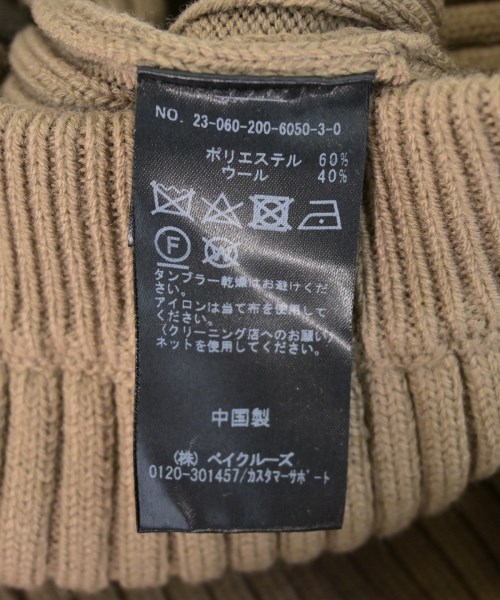 NO. 23-060-200-6050-3-0
ポリエステル 60%
ウール 40%
F
タンブラー乾燥はお避けくだ
さい。
アイロンは当て布を使用して
ください。
(クリーニング店へのお願い)
ネットを使用してください。
中国製
(株) ベイクルーズ
0120-301457/カスタマーサポート